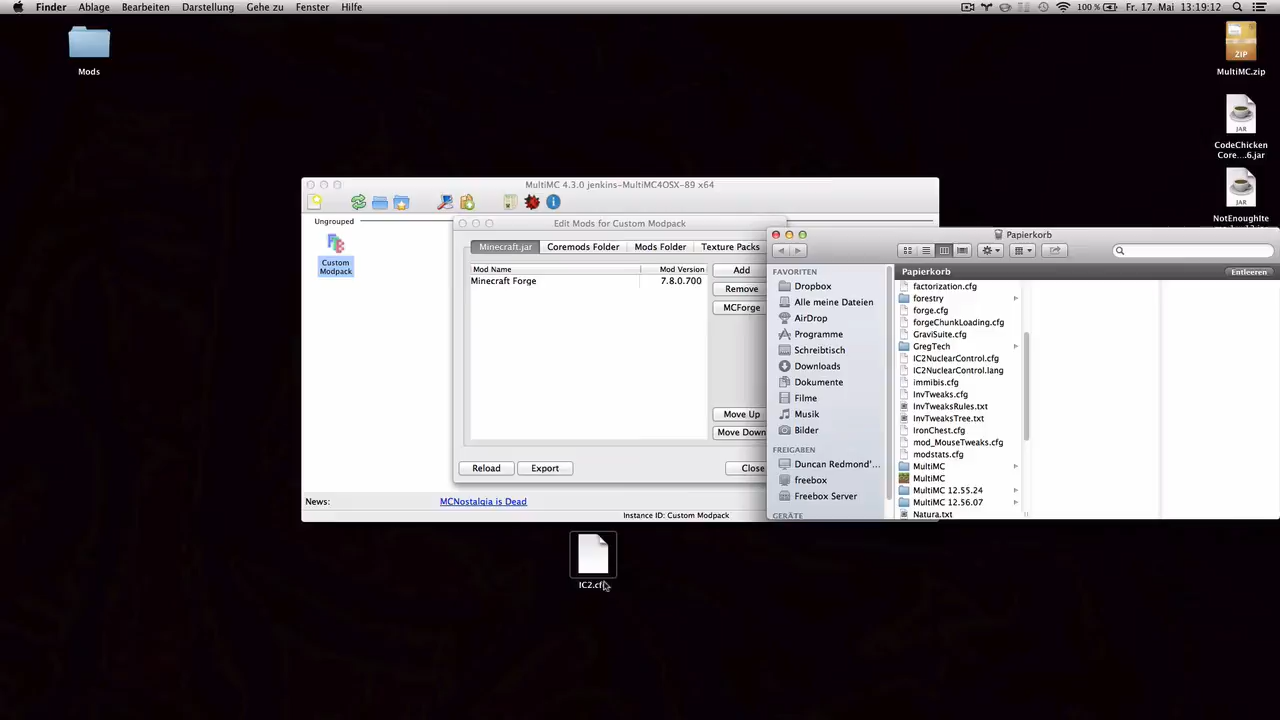 Finder Ablage Bearbeiten Darstellung Gehe zu Fenster Hilfe
100 % Fr. 17. Mai 13:19:12
Mods
ZIP
MultiMC.zip
JAR
CodeChicken
Core....6.jar
JAR
NotEnoughIte
MultiMC 4.3.0 jenkins-MultiMC4OSX-89 x64
Ungrouped
Custom
Modpack
Edit Mods for Custom Modpack
Minecraft.jar Coremods Folder Mods Folder Texture Packs
Mod Name Mod Version
Minecraft Forge 7.8.0.700
Add
Remove
MCForge
Move Up
Move Down
Reload Export Close
News: MCNostalgia is Dead
Instance ID: Custom Modpack
Papierkorb
FAVORITEN
Dropbox
Alle meine Dateien
AirDrop
Programme
Schreibtisch
Downloads
Dokumente
Filme
Musik
Bilder
FREIGABEN
Duncan Redmond'...
freebox
Freebox Server
GERÄTE
Papierkorb Entleeren
factorization.cfg
forestry
forge.cfg
forgeChunkLoading.cfg
GraviSuite.cfg
GregTech
IC2NuclearControl.cfg
IC2NuclearControl.lang
immibis.cfg
InvTweaks.cfg
InvTweaksRules.txt
InvTweaksTree.txt
IronChest.cfg
mod_MouseTweaks.cfg
modstats.cfg
MultiMC
MultiMC
MultiMC 12.55.24
MultiMC 12.56.07
Natura.txt
IC2.cf